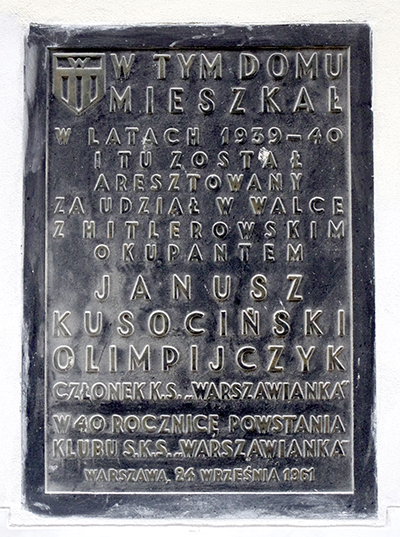 W
W TYM DOMU
MIESZKAŁ
W LATACH 1939-40
I TU ZOSTAŁ
ARESZTOWANY
ZA UDZIAŁ W WALCE
Z HITLEROWSKIM
OKUPANTEM
JANUSZ
KUSOCIŃSKI
OLIMPIJCZYK
CZŁONEK K.S. „WARSZAWIANKA"
W 40 ROCZNICĘ POWSTANIA
KLUBU S.K.S. „WARSZAWIANKA"
WARSZAWA, 24 WRZEŚNIA 1961